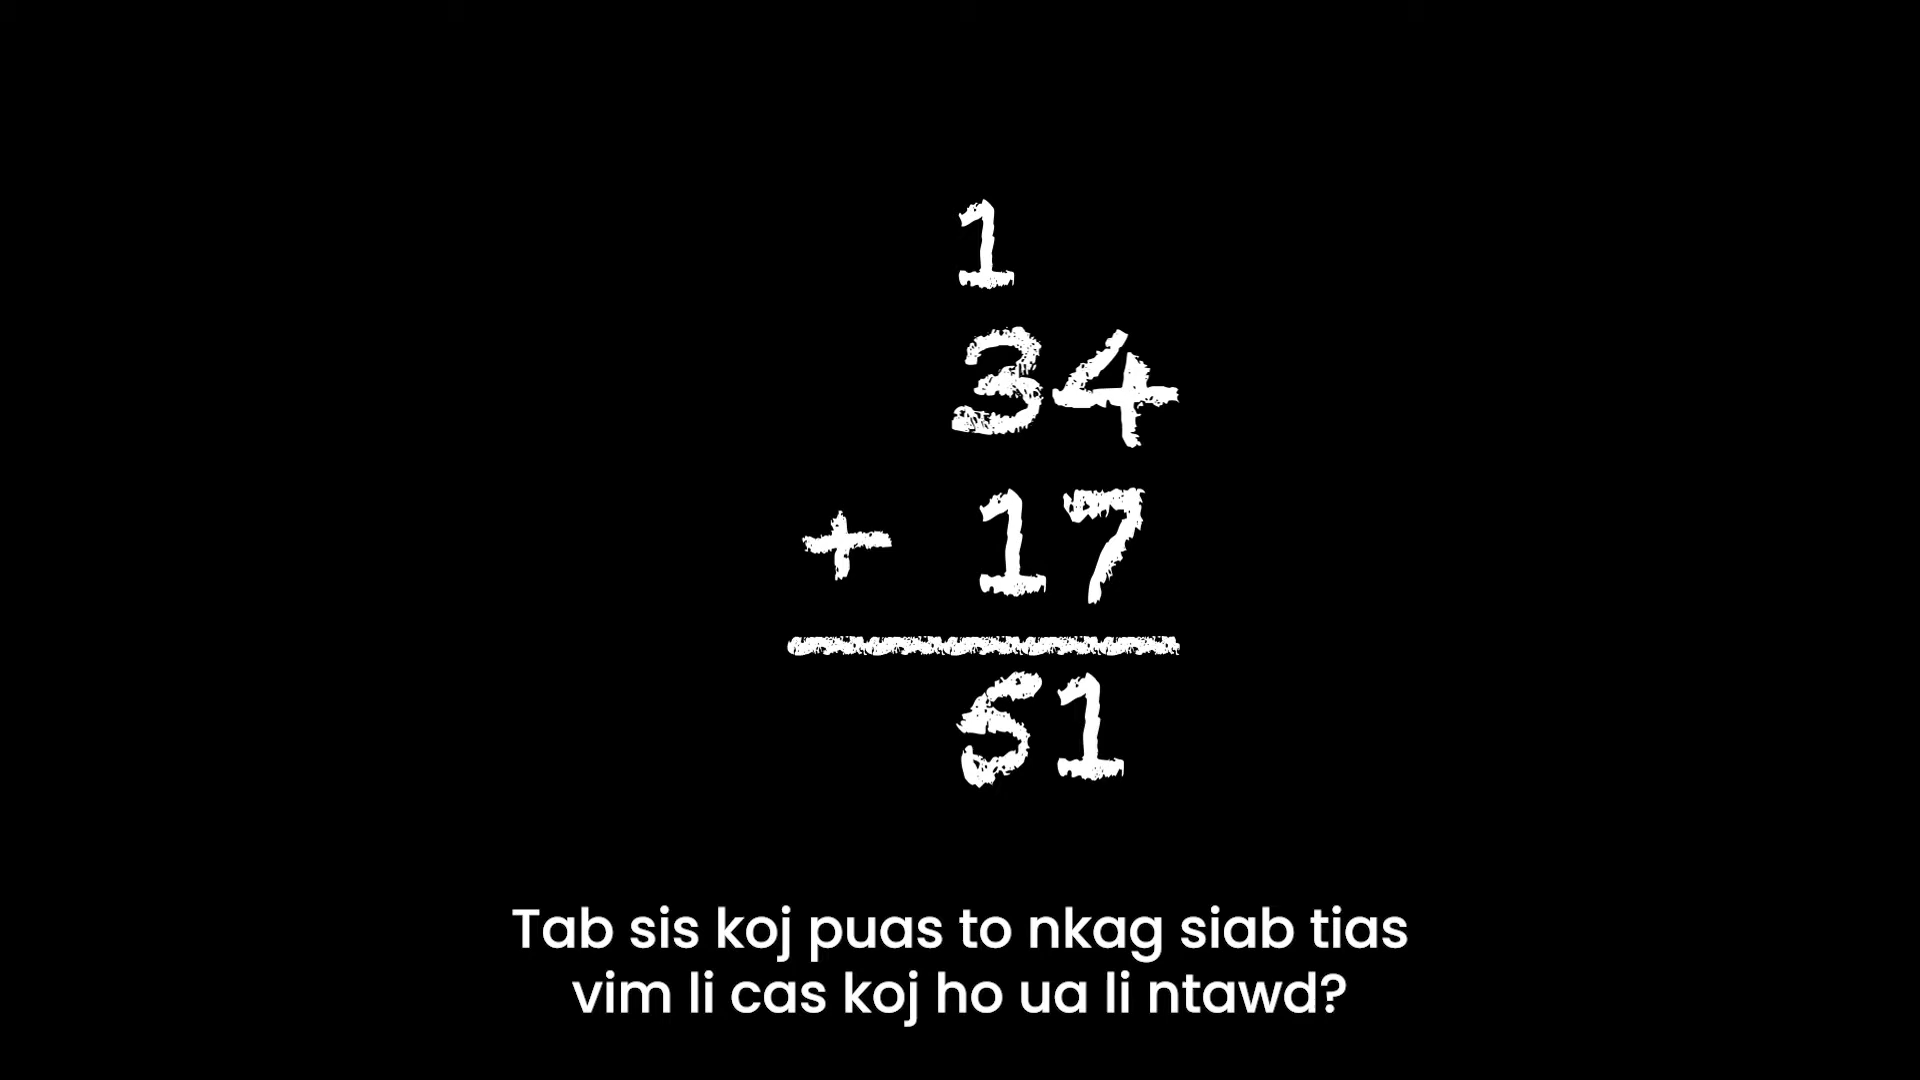 1
34
+ 17
51
Tab sis koj puas to nkag siab tias
vim li cas koj ho ua li ntawd?